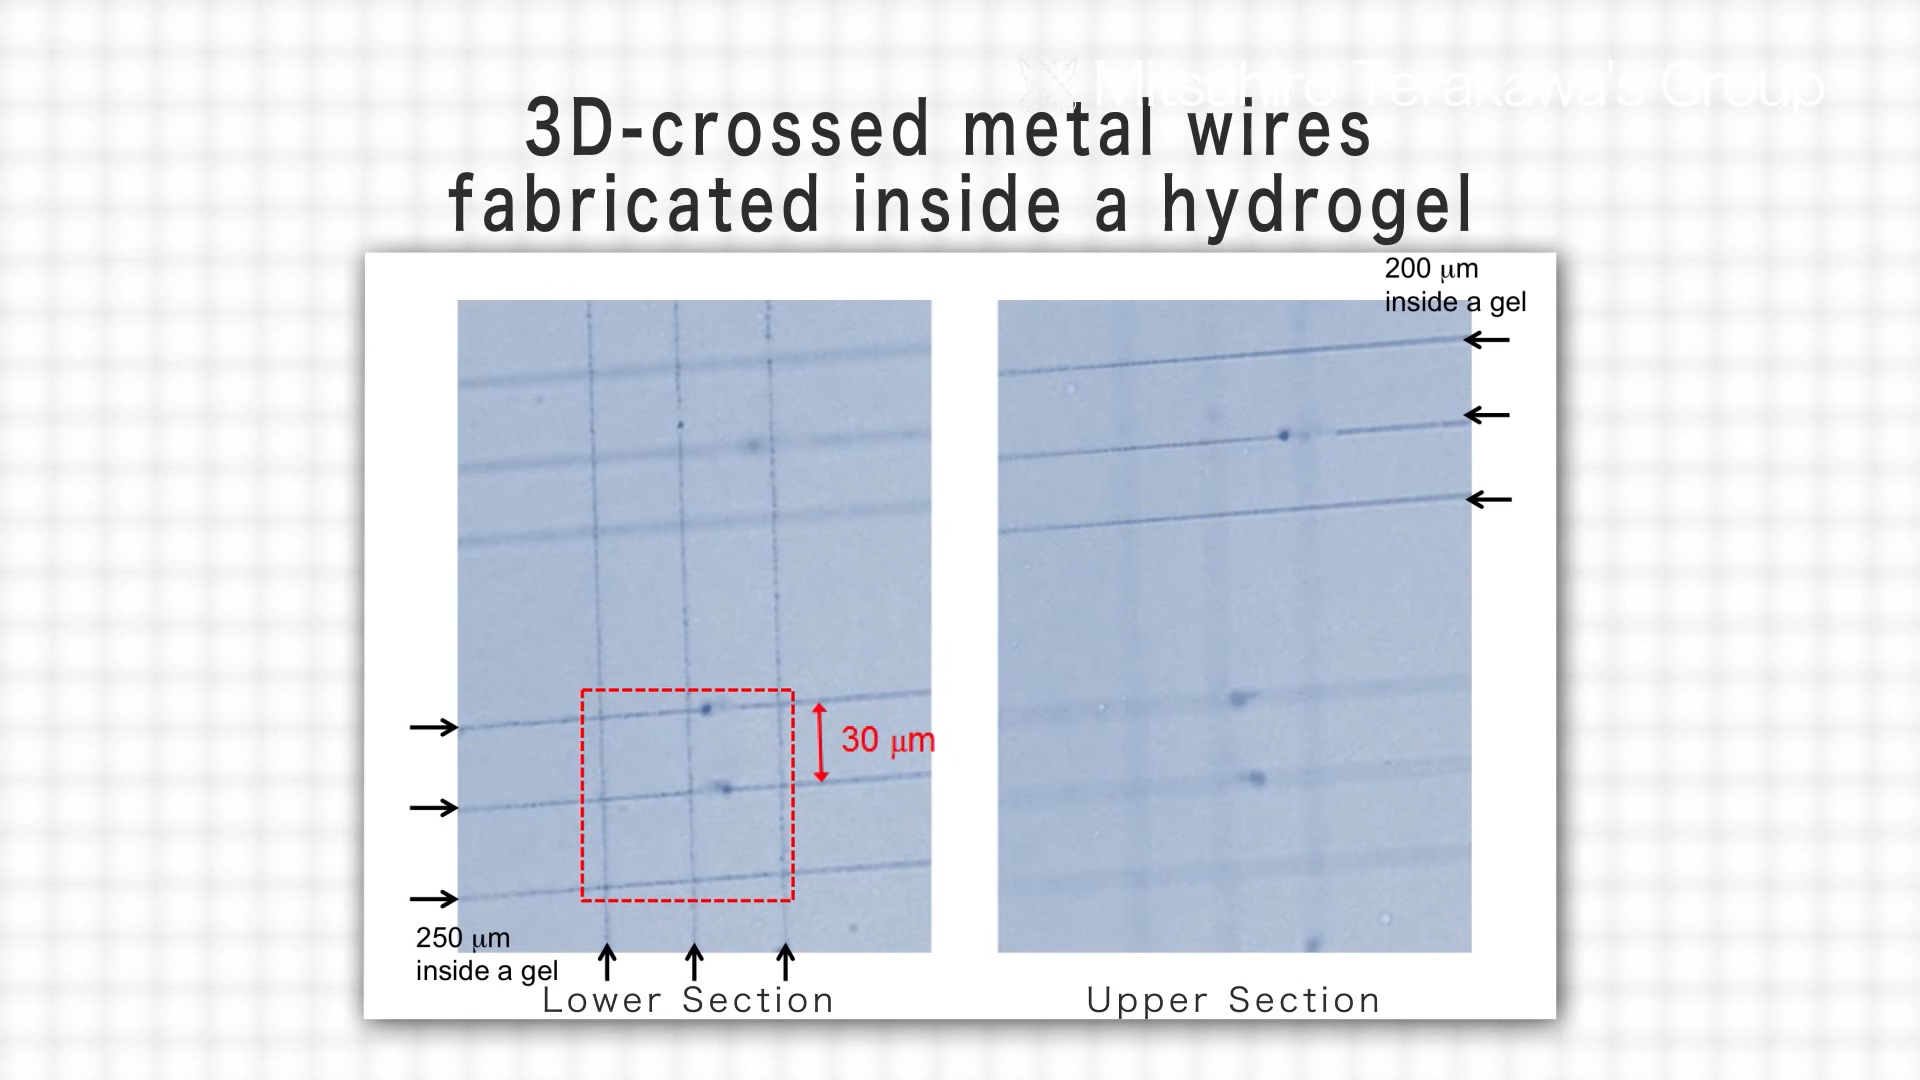 Mitsuhiro Terakawa's Group
3D-crossed metal wires
fabricated inside a hydrogel
200 μm
inside a gel
30 μm
250 μm
inside a gel
Lower Section
Upper Section